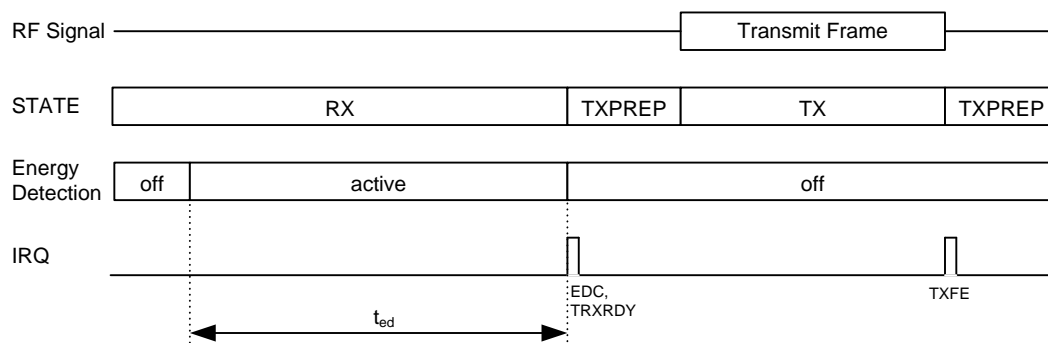 RF Signal
Transmit Frame
STATE
RX
TXPREP
TX
TXPREP
Energy
Detection
off
active
off
IRQ
EDC,
TRXRDY
TXFE
ted